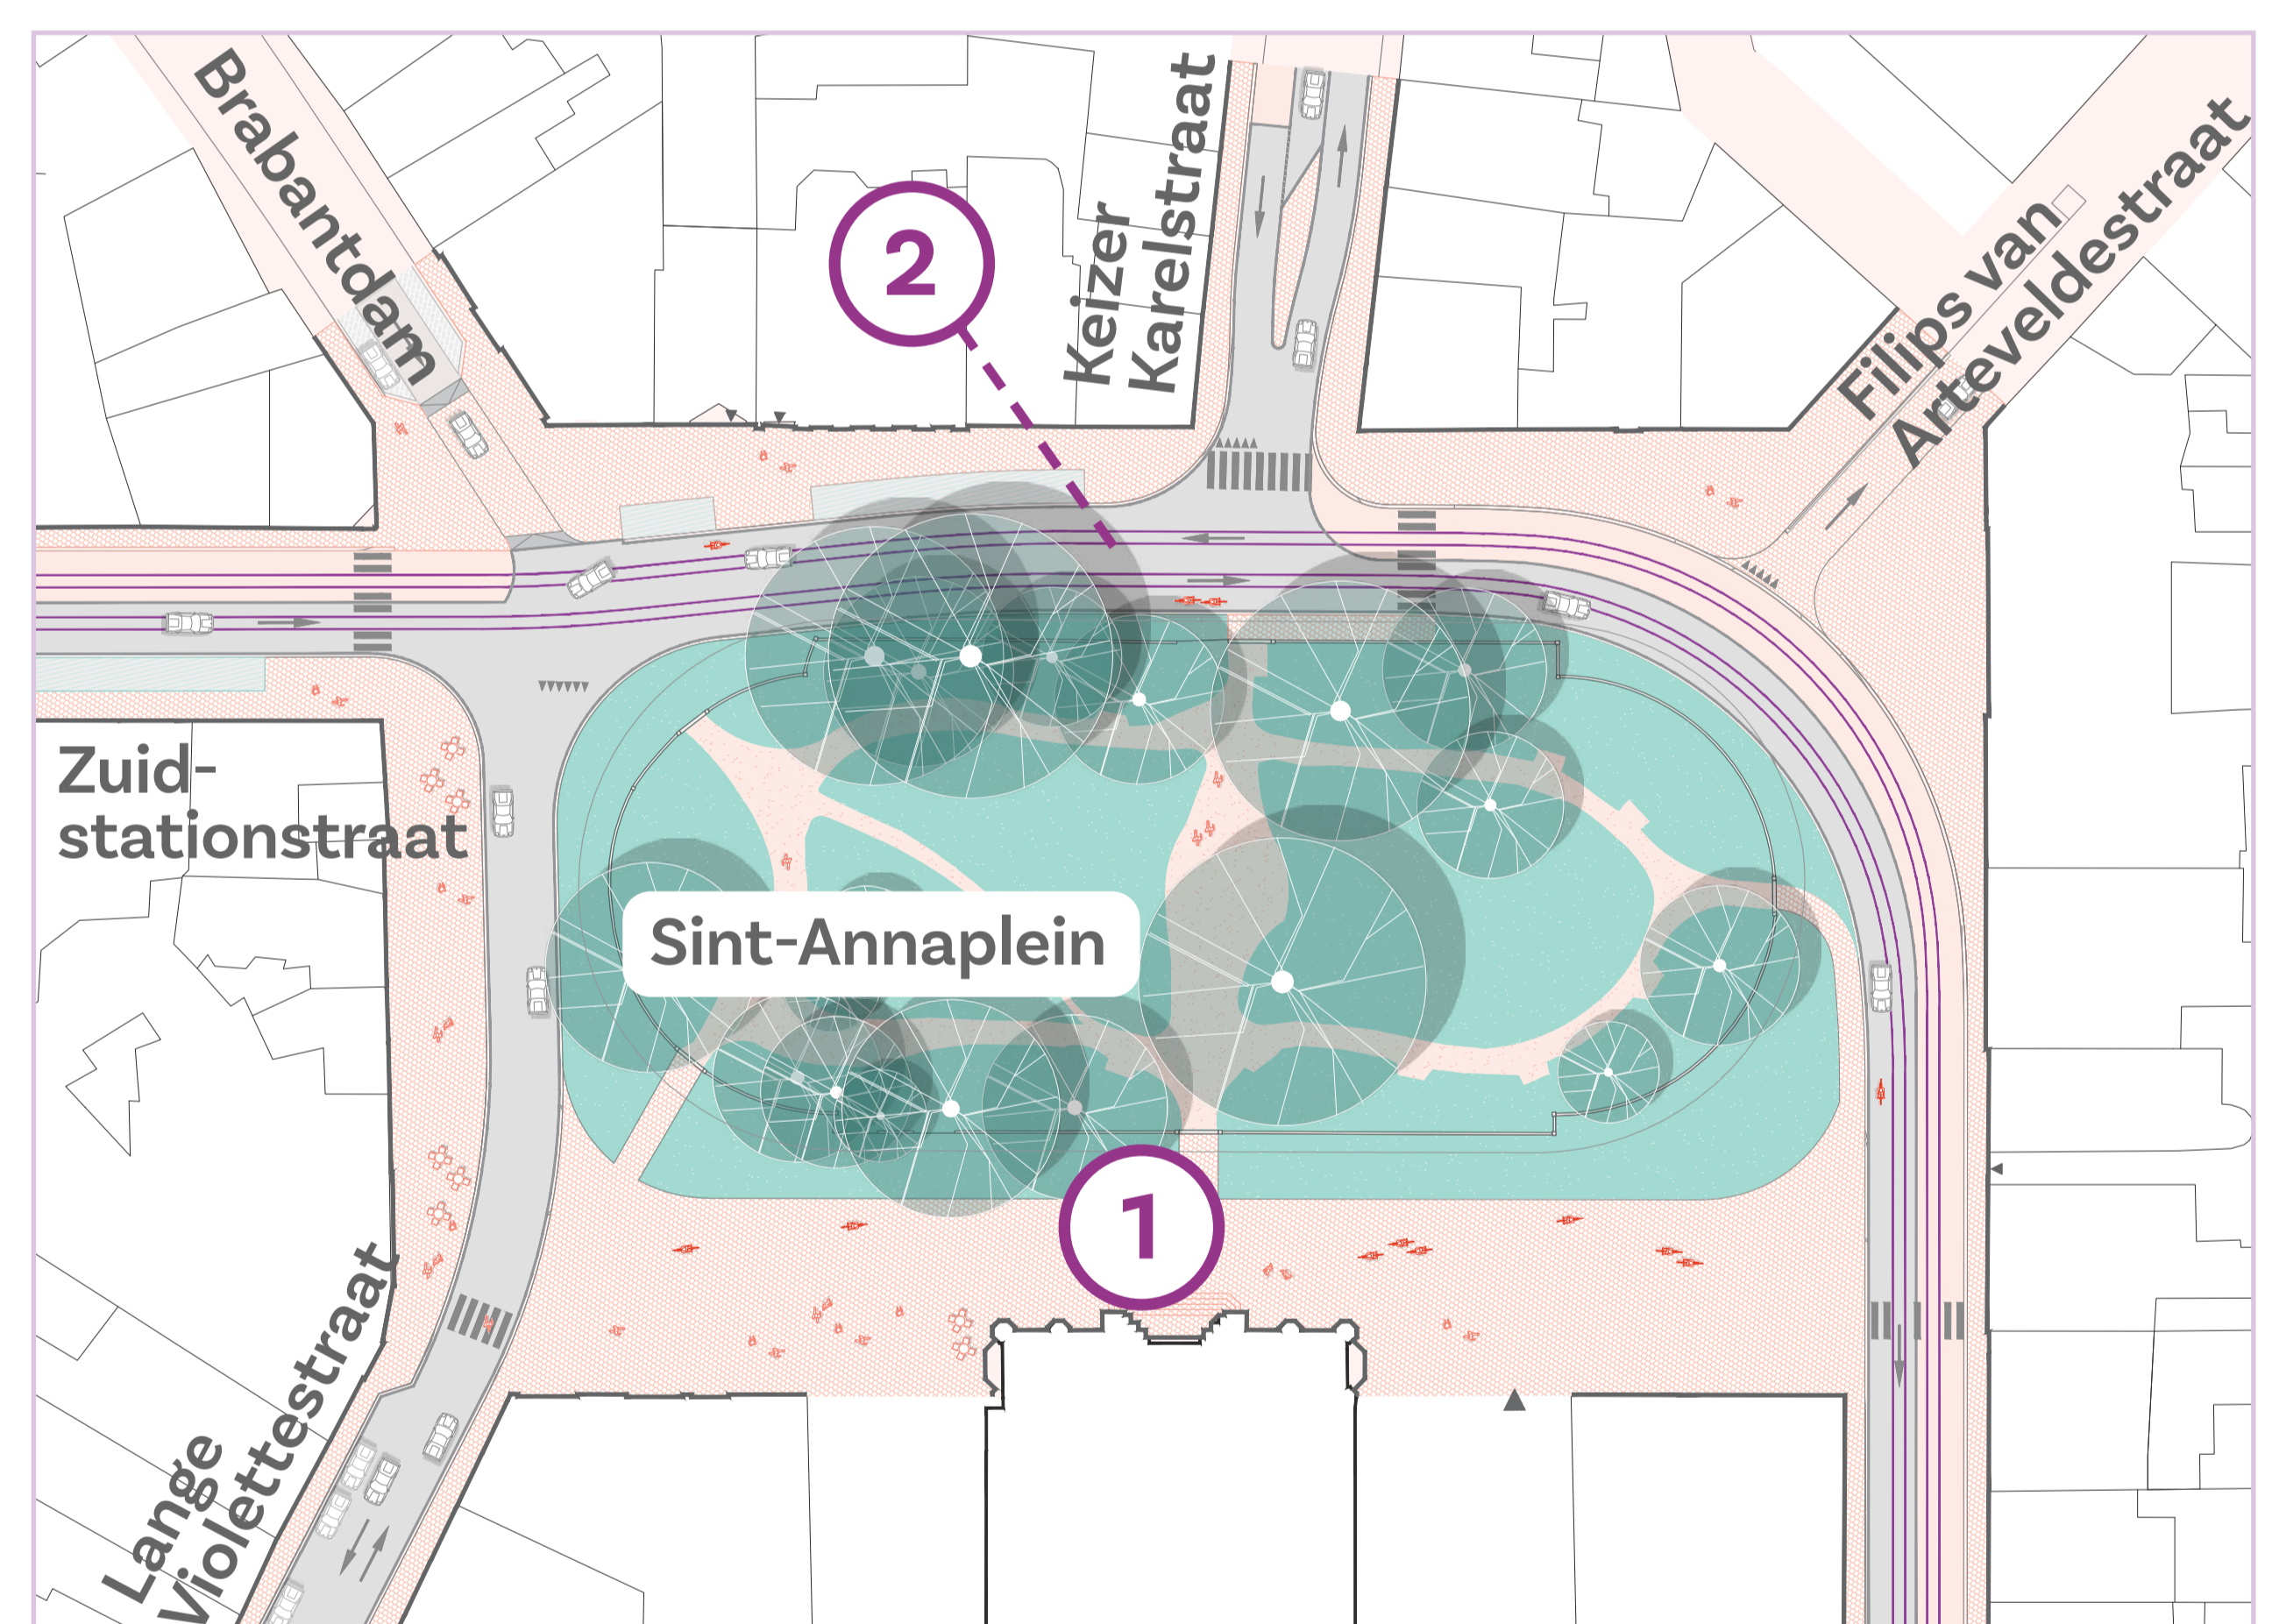 Brabantdam
2
Keizer
Karelstraat
Filips van
Arteveldestraat
Zuid-
stationstraat
Sint-Annaplein
1
Lange
Violettestraat